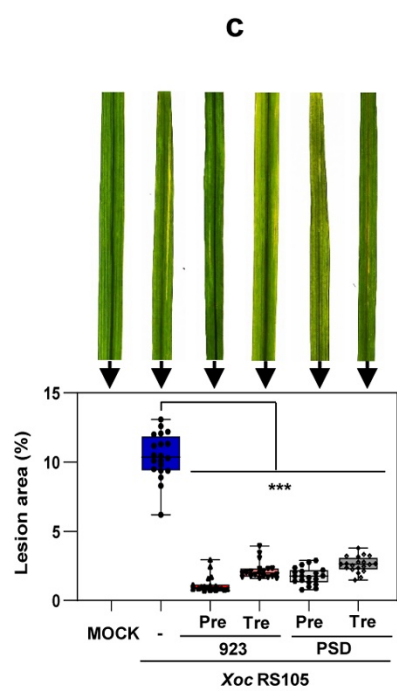 C
Lesion area (%)
15
10
5
0
***
MOCK - Pre Tre Pre Tre
923 PSD
Xoc RS105